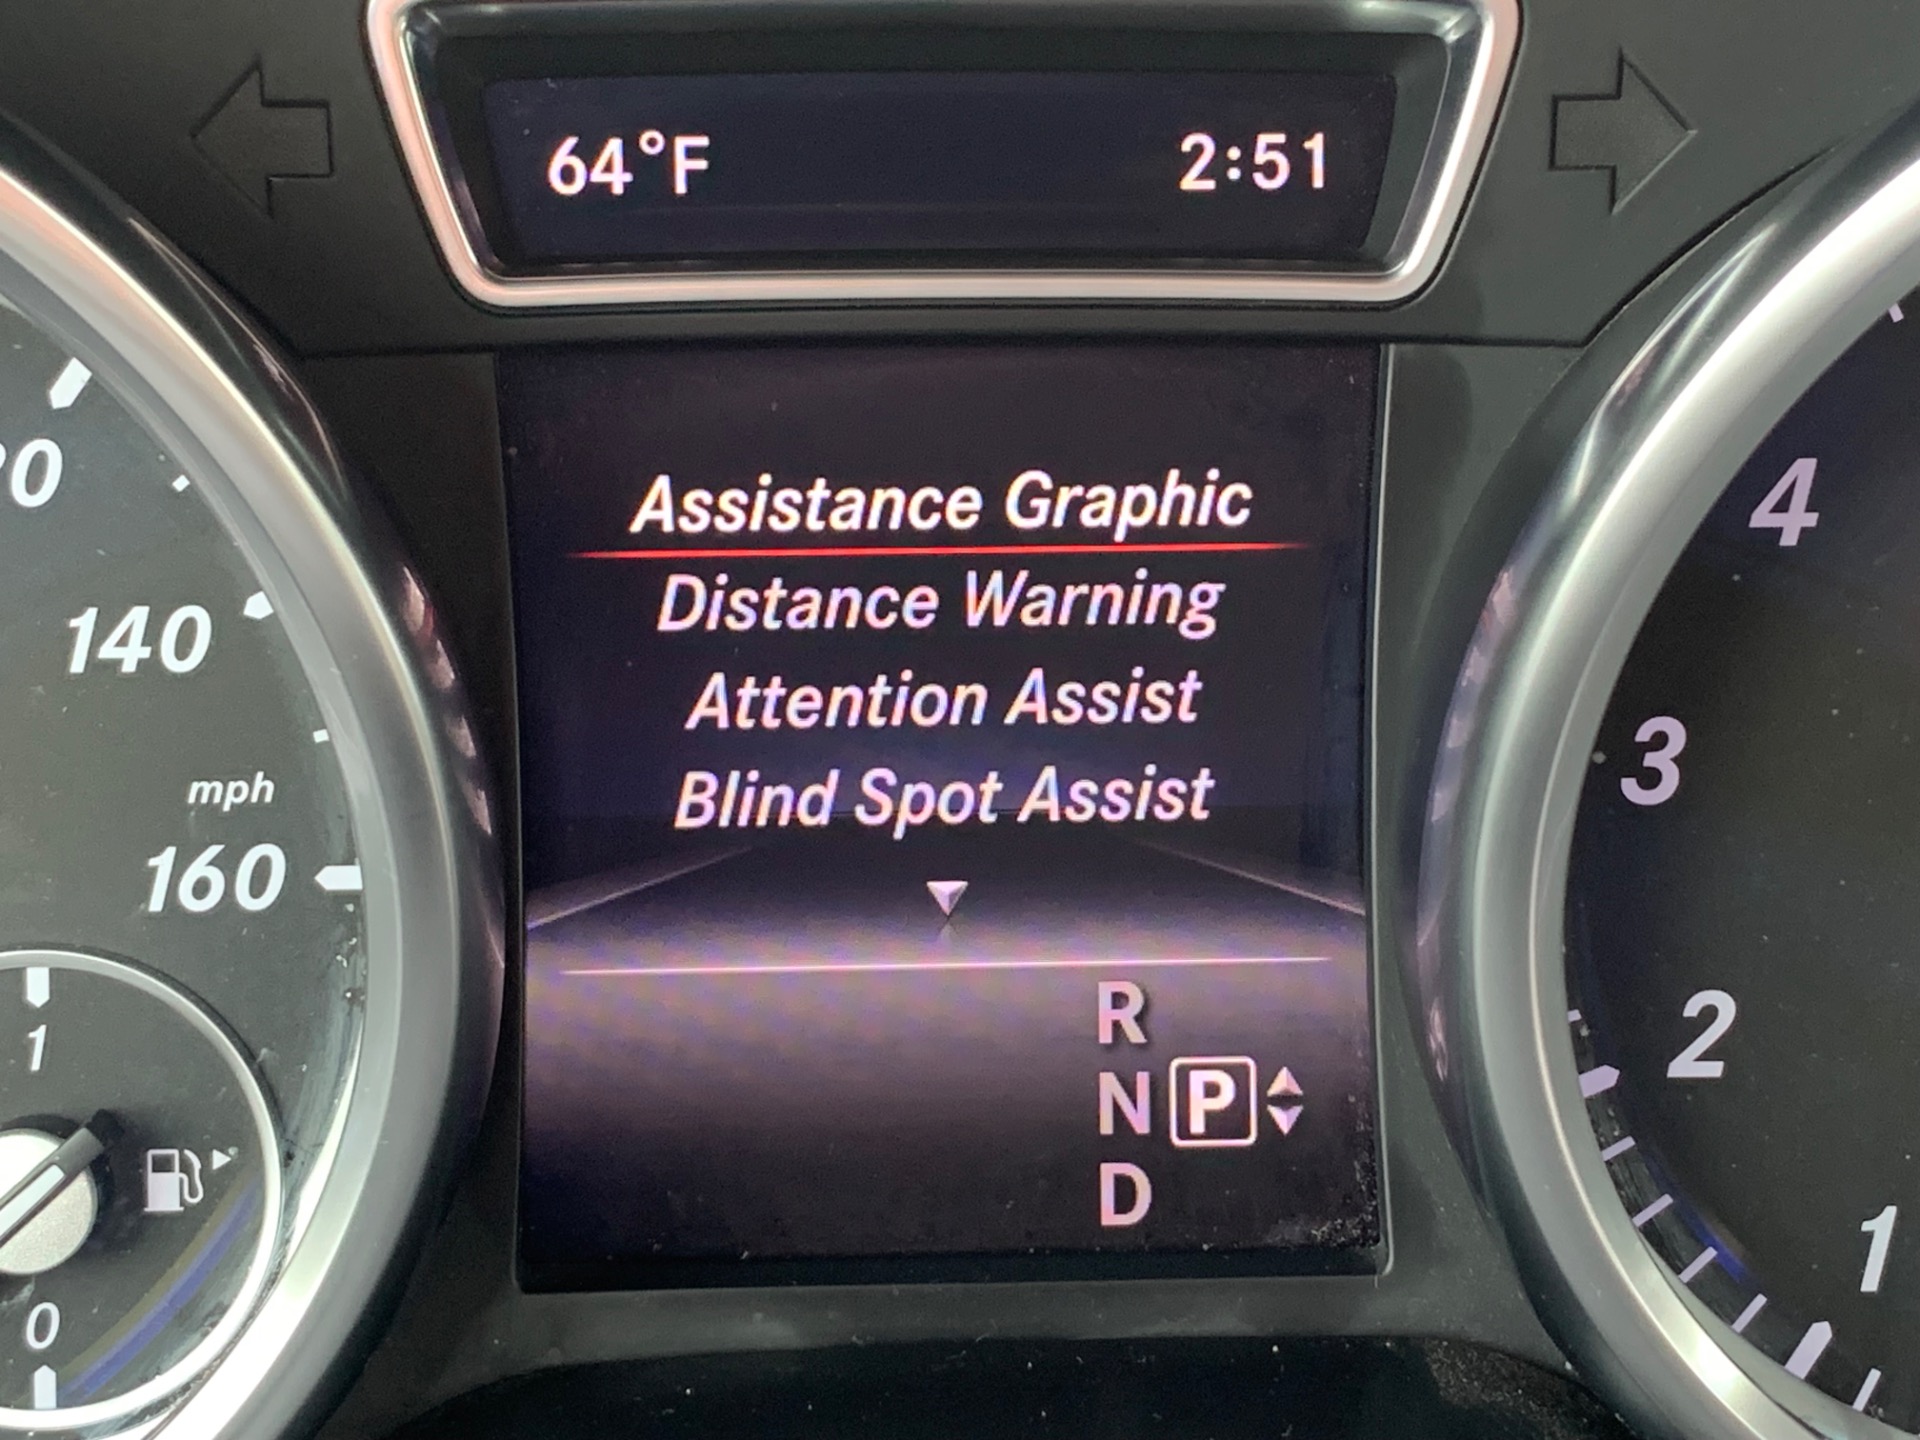 64°F 2:51
Assistance Graphic
Distance Warning
Attention Assist
Blind Spot Assist
R
N P
D
140
mph
160
1
0
4
3
2
1